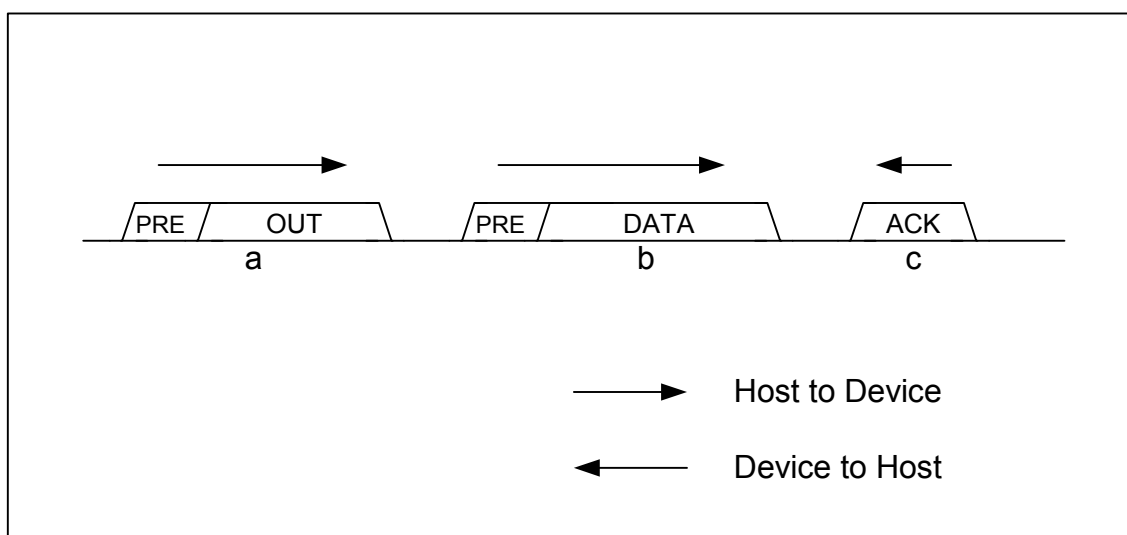 PRE OUT PRE DATA ACK
a b c
Host to Device
Device to Host